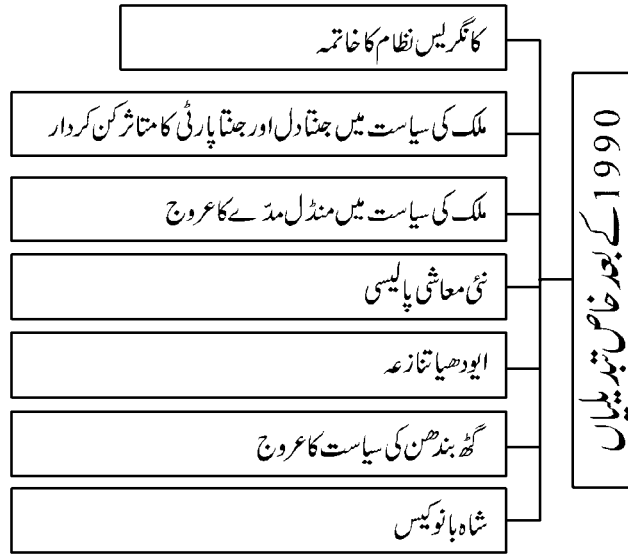 1990 کے بعد خاص تبدیلیاں
کانگریس نظام کا خاتمہ
ملک کی سیاست میں جنتا دل اور جنتا پارٹی کا متاثر کن کردار
ملک کی سیاست میں منڈل مدّے کا عروج
نئی معاشی پالیسی
ایودھیا تنازعہ
گٹھ بندھن کی سیاست کا عروج
شاہ بانو کیس